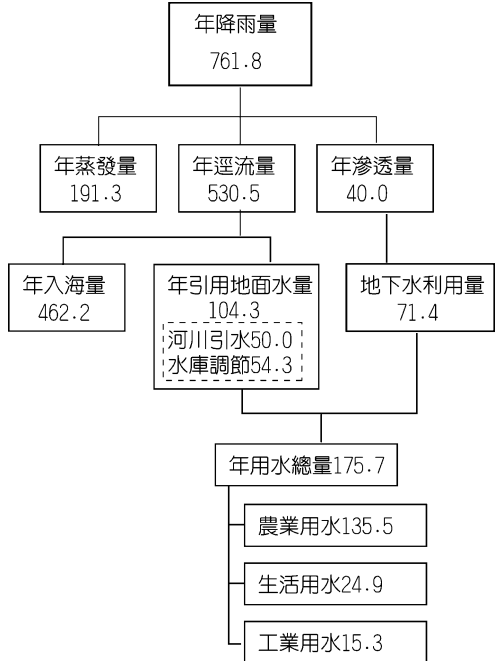 年降雨量
761.8
年蒸發量
191.3
年逕流量
530.5
年滲透量
40.0
年入海量
462.2
年引用地面水量
104.3
河川引水50.0
水庫調節54.3
地下水利用量
71.4
年用水總量175.7
農業用水135.5
生活用水24.9
工業用水15.3